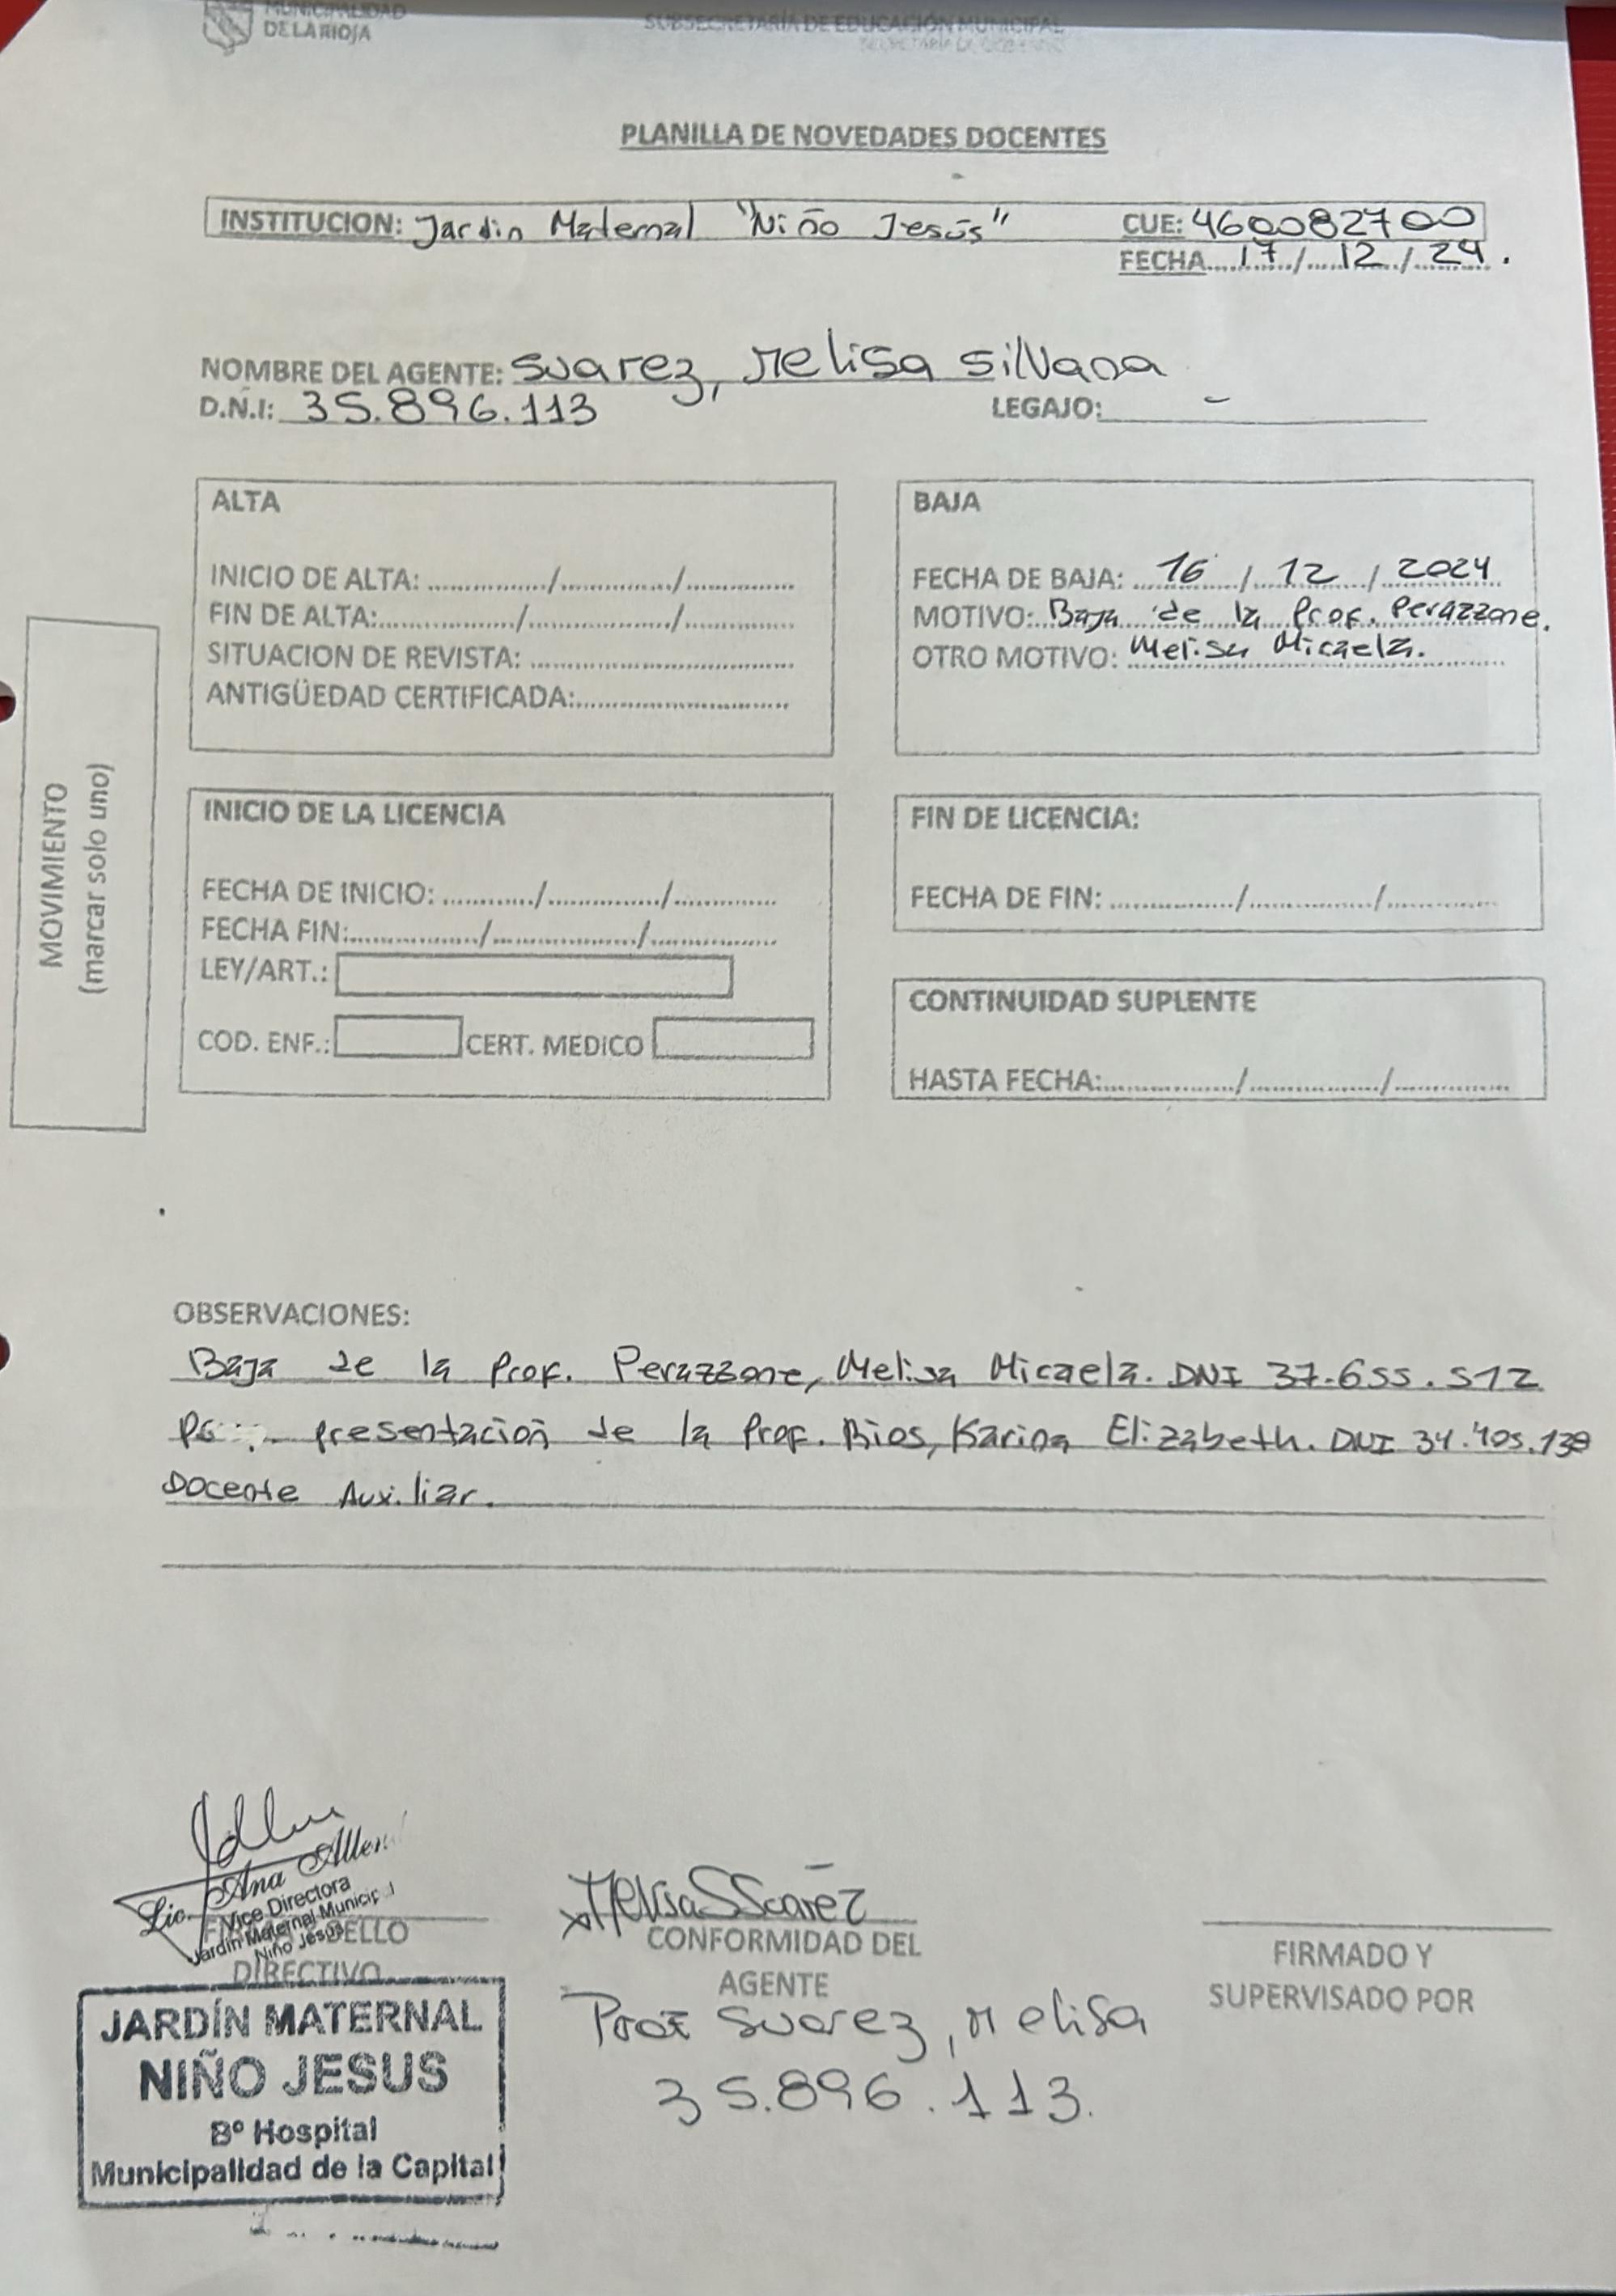 MUNICIPALIDAD
DE LA RIOJA
SUBSECRETARÍA DE EDUCACIÓN MUNICIPAL
PLANILLA DE NOVEDADES DOCENTES
INSTITUCION: Jardin Maternal "Niño Jesús" CUE: 460082700
FECHA 17 / 12 / 24 .
NOMBRE DEL AGENTE: Suarez, Melisa Silvana
D.N.I: 35.896.113 LEGAJO: -
MOVIMIENTO
(marcar solo uno)
ALTA
INICIO DE ALTA: ............../............../..............
FIN DE ALTA:............../............../..............
SITUACION DE REVISTA: ..............
ANTIGÜEDAD CERTIFICADA:..............
BAJA
FECHA DE BAJA: 16 / 12 / 2024
MOTIVO: Baja de la Prof. Perazzone.
OTRO MOTIVO: Melisa Micaela.
INICIO DE LA LICENCIA
FECHA DE INICIO: ............/............../..............
FECHA FIN:............../............../..............
LEY/ART.:
COD. ENF.: CERT. MEDICO
FIN DE LICENCIA:
FECHA DE FIN: ............../............../..............
CONTINUIDAD SUPLENTE
HASTA FECHA:............../............../..............
OBSERVACIONES:
Baja de la Prof. Perazzone, Melisa Micaela. DNI 37.655.512
presentación de la Prof. Rios, Karina Elizabeth. DNI 34.405.139
Docente Auxiliar.
Lic. Ana
Vice Directora
Jardín Maternal Municipal
Niño Jesús
FIRMA Y SELLO
DIRECTIVO
JARDÍN MATERNAL
NIÑO JESUS
Bº Hospital
Municipalidad de la Capital
Melisa S Suarez
CONFORMIDAD DEL
AGENTE
Prof Suarez, Melisa
35.896.113.
FIRMADO Y
SUPERVISADO POR